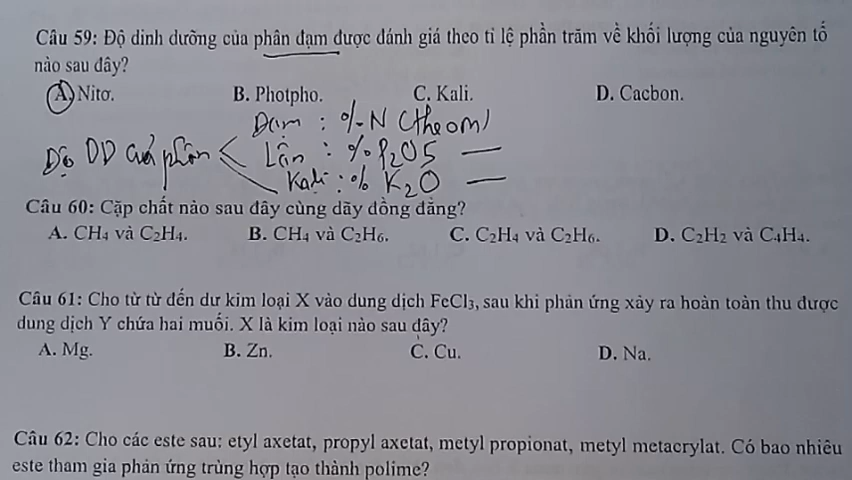 Câu 59: Độ dinh dưỡng của phân đạm được đánh giá theo tỉ lệ phần trăm về khối lượng của nguyên tố
nào sau đây?
A. Nitơ. B. Photpho. C. Kali. D. Cacbon.
Đạm : %N (theo m)
Độ DD của phân < Lân : % P2O5 —
Kali : % K2O —
Câu 60: Cặp chất nào sau đây cùng dãy đồng đẳng?
A. CH₄ và C₂H₄. B. CH₄ và C₂H₆. C. C₂H₄ và C₂H₆. D. C₂H₂ và C₄H₄.
Câu 61: Cho từ từ đến dư kim loại X vào dung dịch FeCl₃, sau khi phản ứng xảy ra hoàn toàn thu được
dung dịch Y chứa hai muối. X là kim loại nào sau đây?
A. Mg. B. Zn. C. Cu. D. Na.
Câu 62: Cho các este sau: etyl axetat, propyl axetat, metyl propionat, metyl metacrylat. Có bao nhiêu
este tham gia phản ứng trùng hợp tạo thành polime?